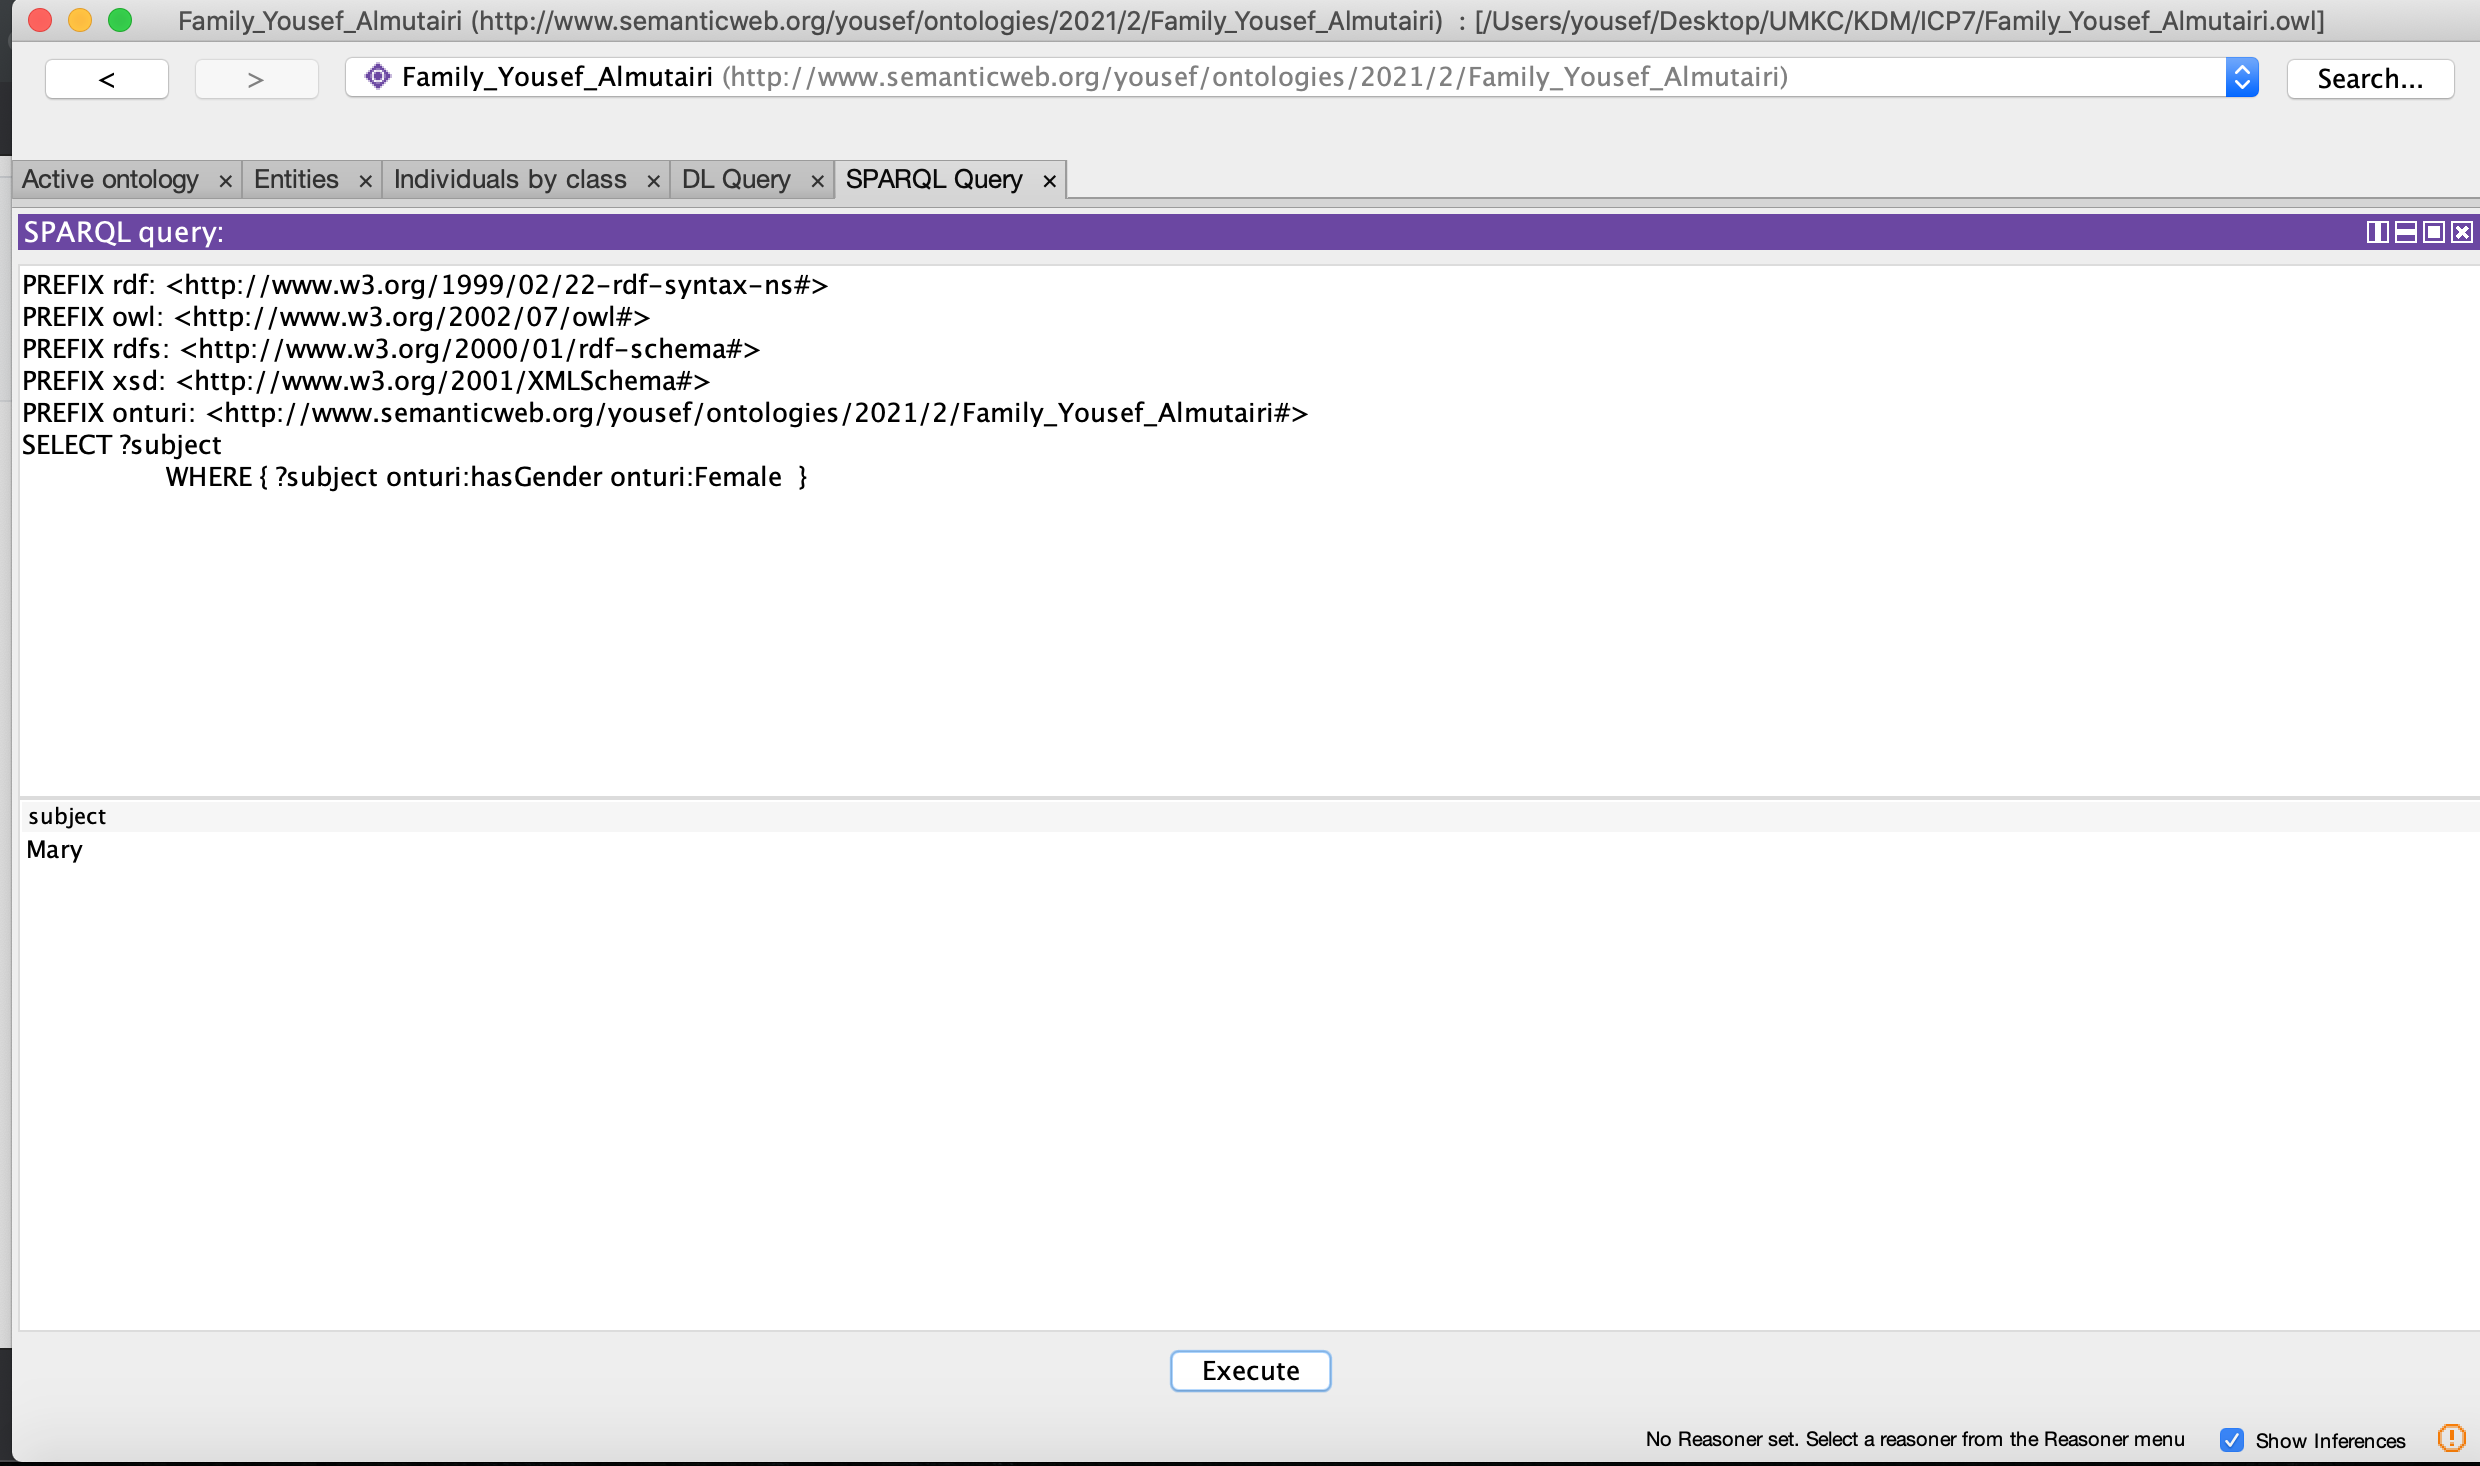 Family_Yousef_Almutairi (http://www.semanticweb.org/yousef/ontologies/2021/2/Family_Yousef_Almutairi) : [/Users/yousef/Desktop/UMKC/KDM/ICP7/Family_Yousef_Almutairi.owl]
< > Family_Yousef_Almutairi (http://www.semanticweb.org/yousef/ontologies/2021/2/Family_Yousef_Almutairi) Search...
Active ontology × Entities × Individuals by class × DL Query × SPARQL Query ×
SPARQL query:
PREFIX rdf: <http://www.w3.org/1999/02/22-rdf-syntax-ns#>
PREFIX owl: <http://www.w3.org/2002/07/owl#>
PREFIX rdfs: <http://www.w3.org/2000/01/rdf-schema#>
PREFIX xsd: <http://www.w3.org/2001/XMLSchema#>
PREFIX onturi: <http://www.semanticweb.org/yousef/ontologies/2021/2/Family_Yousef_Almutairi#>
SELECT ?subject
WHERE { ?subject onturi:hasGender onturi:Female }
subject
Mary
Execute
No Reasoner set. Select a reasoner from the Reasoner menu Show Inferences